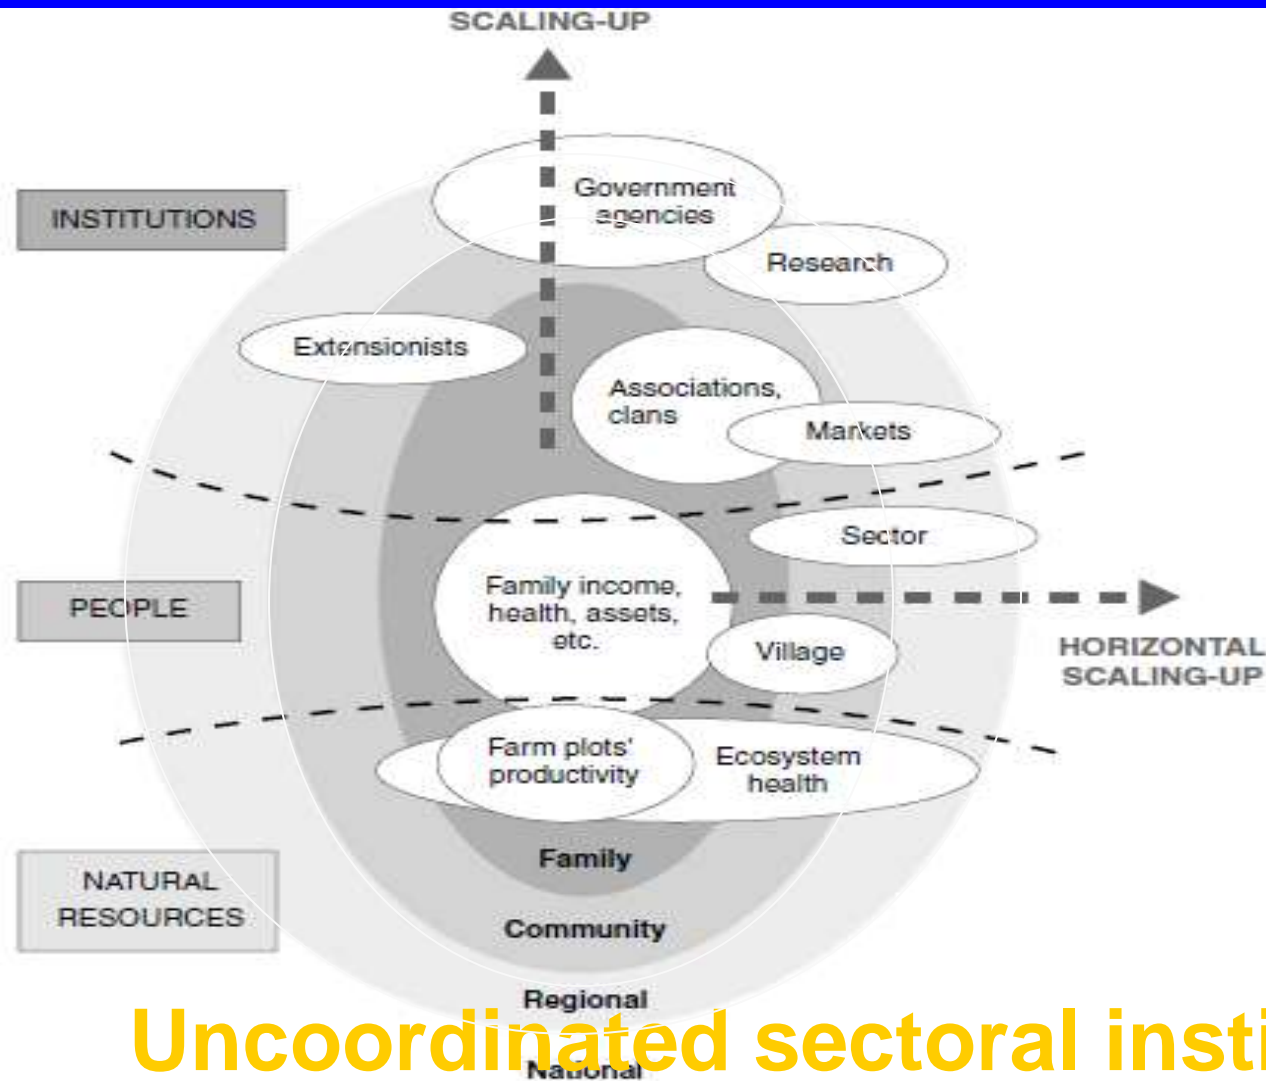 SCALING-UP
Government
agencies
INSTITUTIONS
Research
Extensionists
Associations,
clans
Markets
Sector
Family income,
health, assets,
etc.
PEOPLE
Village
HORIZONTAL
SCALING-UP
Farm plots'
productivity
Ecosystem
health
Family
NATURAL
RESOURCES
Community
Regional
Uncoordinated sectoral insti
National